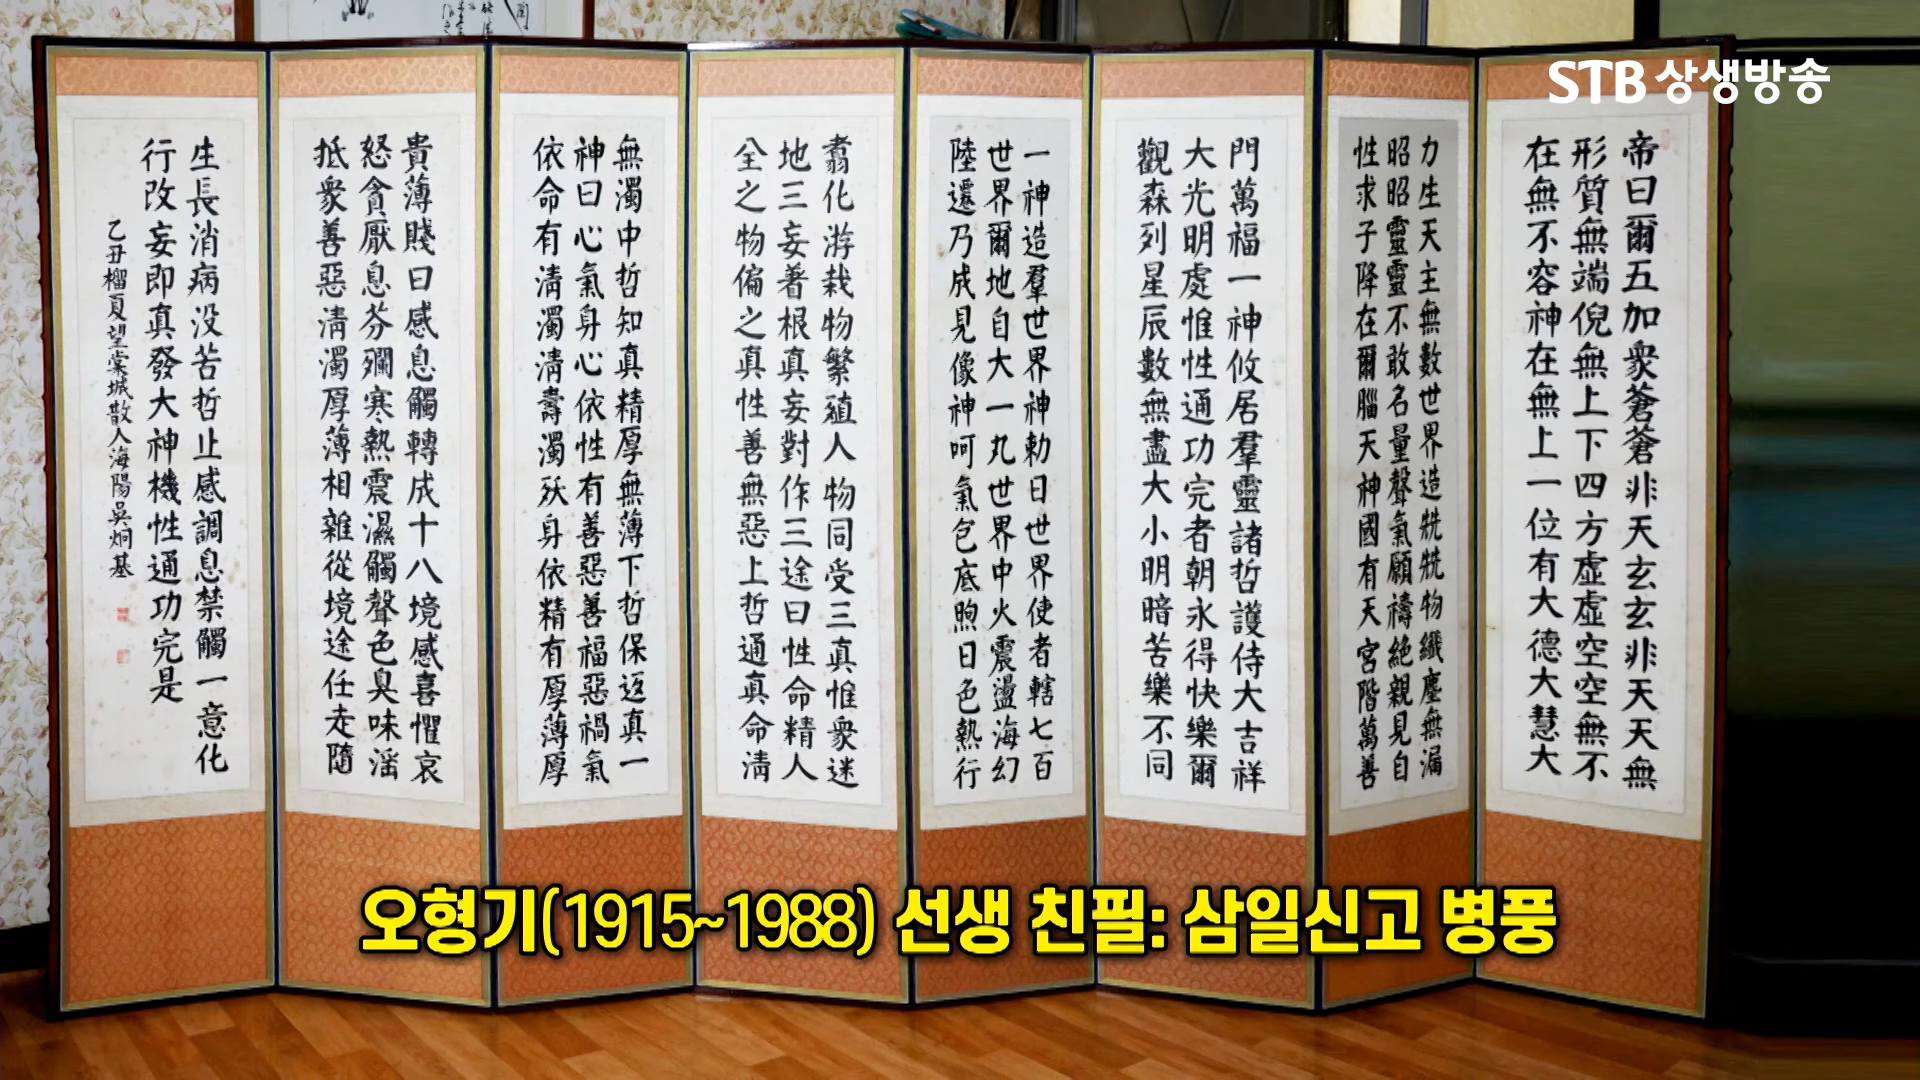 STB 상생방송
帝曰爾五加衆蒼蒼非天玄玄非天天無
形質無端倪無上下四方虛虛空空無不
在無不容神在無上一位有大德大慧大
力生天主無數世界造兟兟物纖塵無漏
昭昭靈靈不敢名量聲氣願禱絶親見自
性求子降在爾腦天神國有天宮階萬善
門萬福一神攸居羣靈諸哲護侍大吉祥
大光明處惟性通功完者朝永得快樂爾
觀森列星辰數無盡大小明暗苦樂不同
一神造羣世界神勅日世界使者轄七百
世界爾地自大一丸世界中火震盪海幻
陸遷乃成見像神呵氣包底煦日色熱行
翥化游栽物繁殖人物同受三真惟衆迷
地三妄著根真妄對作三途曰性命精人
全之物偏之真性善無惡上哲通真命淸
無濁中哲知真精厚無薄下哲保返真一
神曰心氣身心依性有善惡善福惡禍氣
依命有淸濁淸壽濁殀身依精有厚薄厚
貴薄賤曰感息觸轉成十八境感喜懼哀
怒貪厭息芬𤻷寒熱震濕觸聲色臭味淫
抵衆善惡淸濁厚薄相雜從境途任走隨
生長消病没苦哲止感調息禁觸一意化
行改妄即真發大神機性通功完是
乙丑榴夏望棠城散人海陽吳炯基
오형기(1915~1988) 선생 친필: 삼일신고 병풍